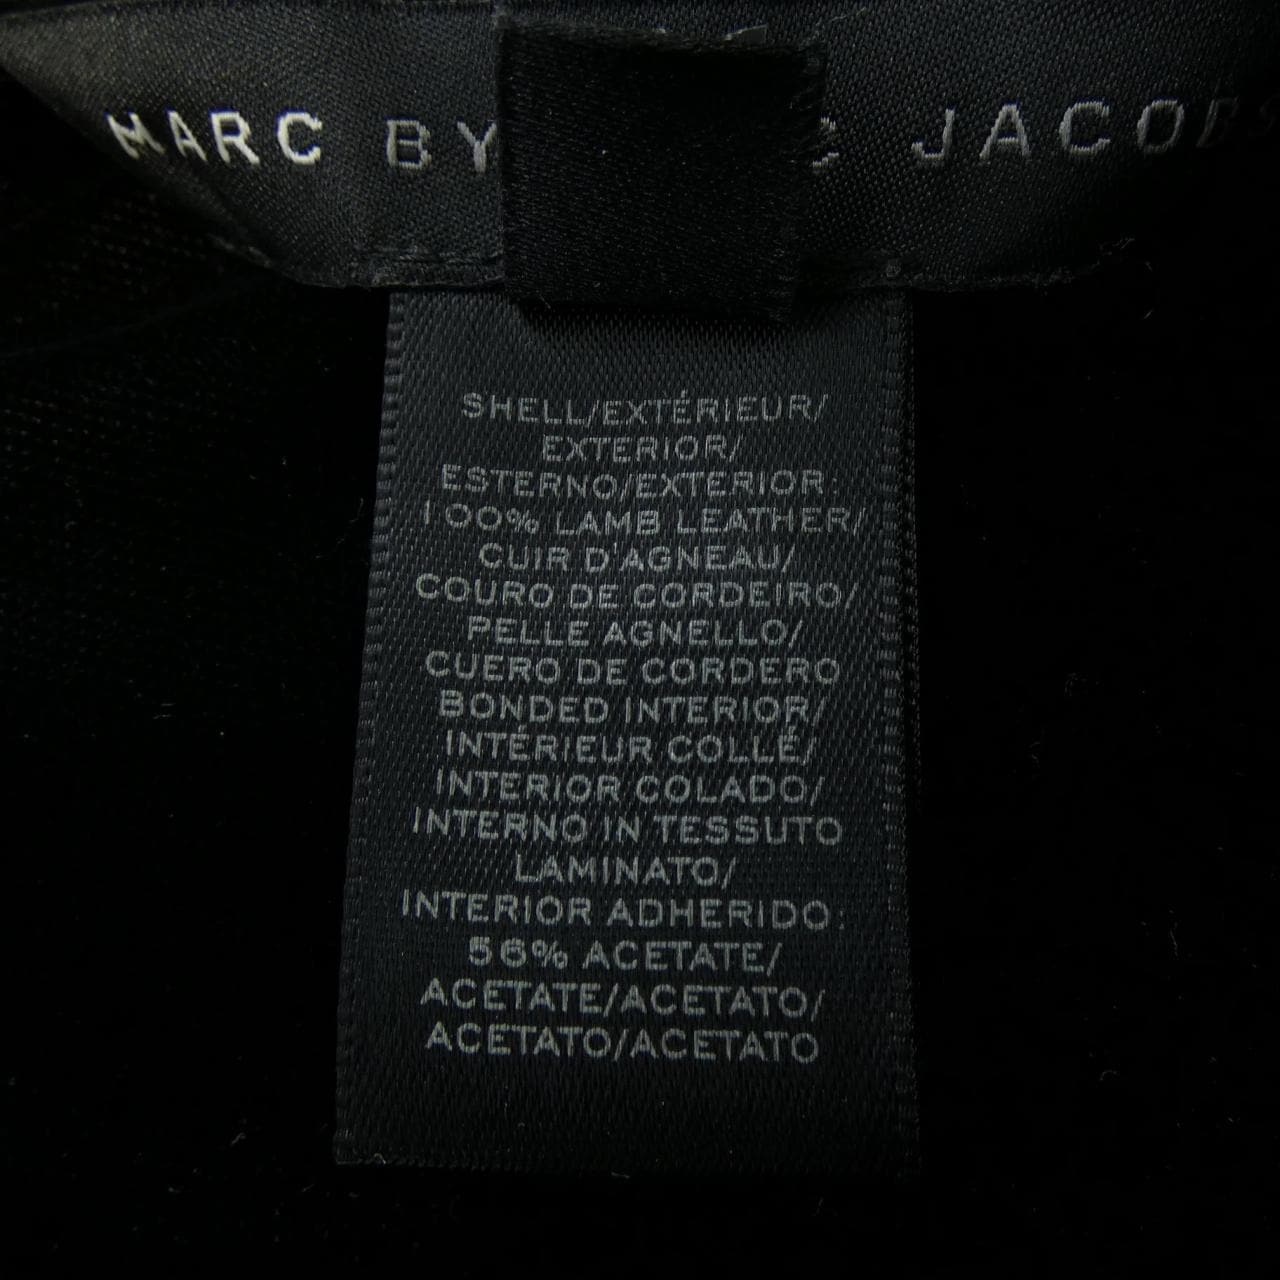 MARC BY C JACOBS
SHELL/EXTÉRIEUR/
EXTERIOR/
ESTERNO/EXTERIOR:
100% LAMB LEATHER/
CUIR D'AGNEAU/
COURO DE CORDEIRO/
PELLE AGNELLO/
CUERO DE CORDERO
BONDED INTERIOR/
INTÉRIEUR COLLÉ/
INTERIOR COLADO/
INTERNO IN TESSUTO
LAMINATO/
INTERIOR ADHERIDO:
56% ACETATE/
ACETATE/ACETATO/
ACETATO/ACETATO